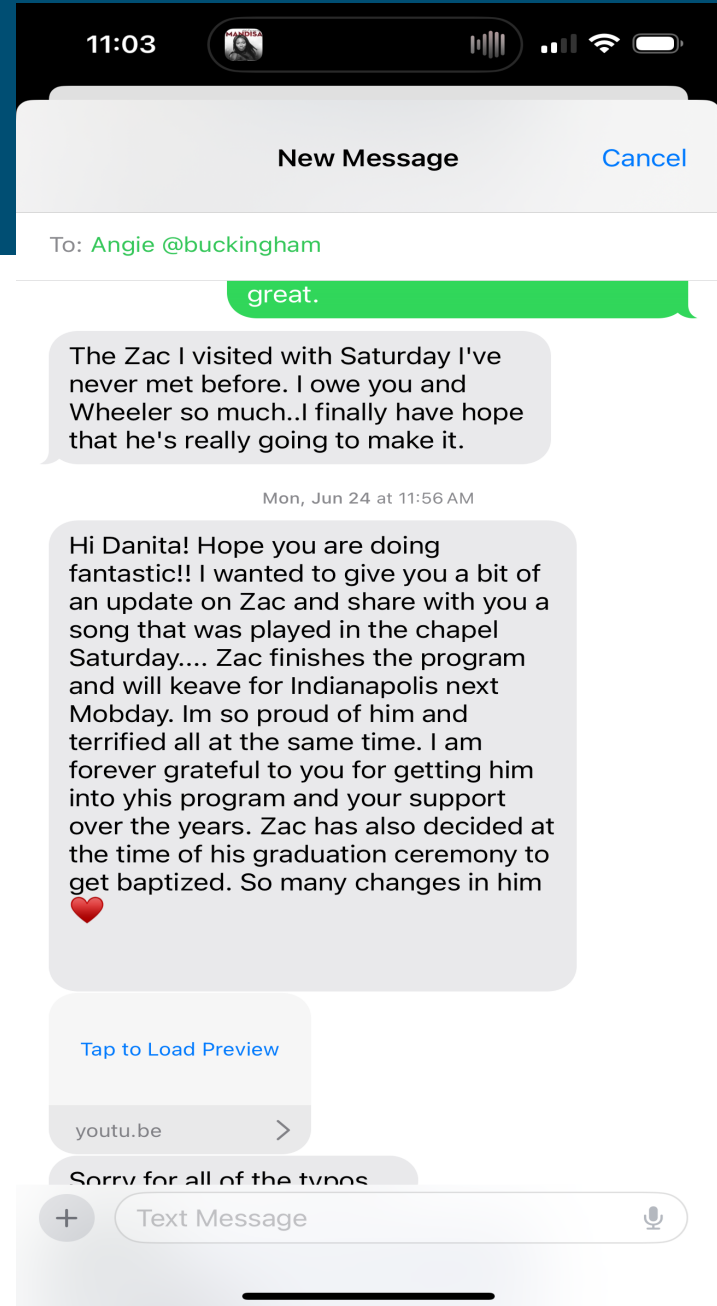 11:03
MANDISA
New Message
Cancel
To: Angie @buckingham
great.
The Zac I visited with Saturday I've
never met before. I owe you and
Wheeler so much..I finally have hope
that he's really going to make it.
Mon, Jun 24 at 11:56 AM
Hi Danita! Hope you are doing
fantastic!! I wanted to give you a bit of
an update on Zac and share with you a
song that was played in the chapel
Saturday.... Zac finishes the program
and will keave for Indianapolis next
Mobday. Im so proud of him and
terrified all at the same time. I am
forever grateful to you for getting him
into yhis program and your support
over the years. Zac has also decided at
the time of his graduation ceremony to
get baptized. So many changes in him
❤️
Tap to Load Preview
youtu.be
Sorry for all of the typos
Text Message